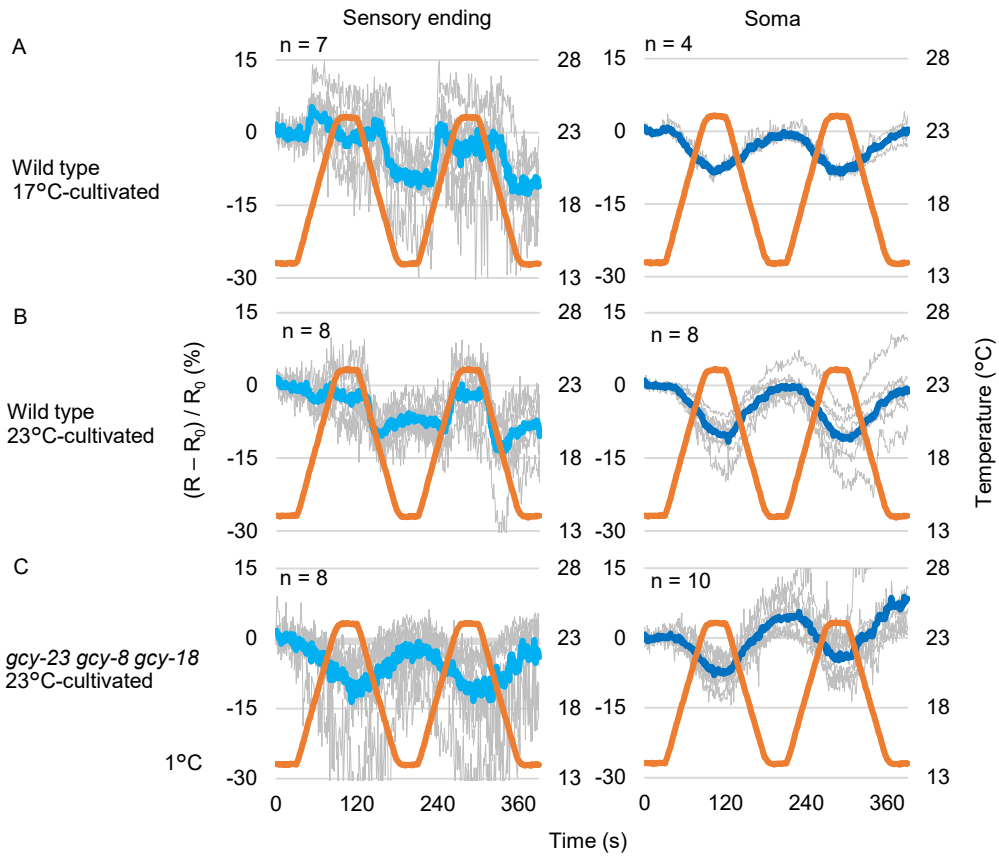 Sensory ending Soma
A
n = 7 n = 4
15 28 15 28
0 23 0 23
Wild type
17°C-cultivated
-15 18 -15 18
-30 13 -30 13
B
15 28 15 28
n = 8 n = 8
0 23 0 23
Wild type
23°C-cultivated
-15 18 -15 18
-30 13 -30 13
(R – R0) / R0 (%)
Temperature (°C)
C
15 28 15 28
n = 8 n = 10
0 23 0 23
gcy-23 gcy-8 gcy-18
23°C-cultivated
-15 18 -15 18
1°C
-30 13 -30 13
0 120 240 360 0 120 240 360
Time (s)